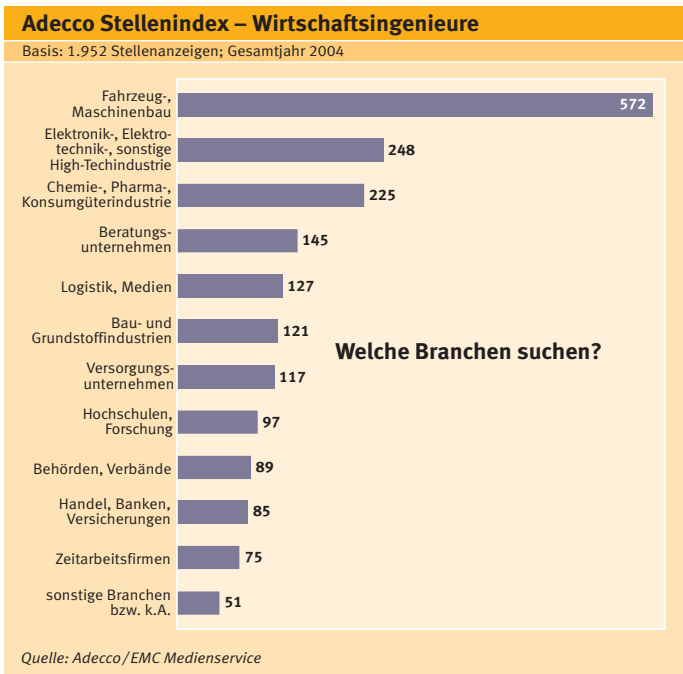 Adecco Stellenindex – Wirtschaftsingenieure
Basis: 1.952 Stellenanzeigen; Gesamtjahr 2004
Fahrzeug-,
Maschinenbau
572
Elektronik-, Elektro-
technik-, sonstige
High-Techindustrie
248
Chemie-, Pharma-,
Konsumgüterindustrie
225
Beratungs-
unternehmen
145
Logistik, Medien
127
Bau- und
Grundstoffindustrien
121
Welche Branchen suchen?
Versorgungs-
unternehmen
117
Hochschulen,
Forschung
97
Behörden, Verbände
89
Handel, Banken,
Versicherungen
85
Zeitarbeitsfirmen
75
sonstige Branchen
bzw. k.A.
51
Quelle: Adecco/EMC Medienservice